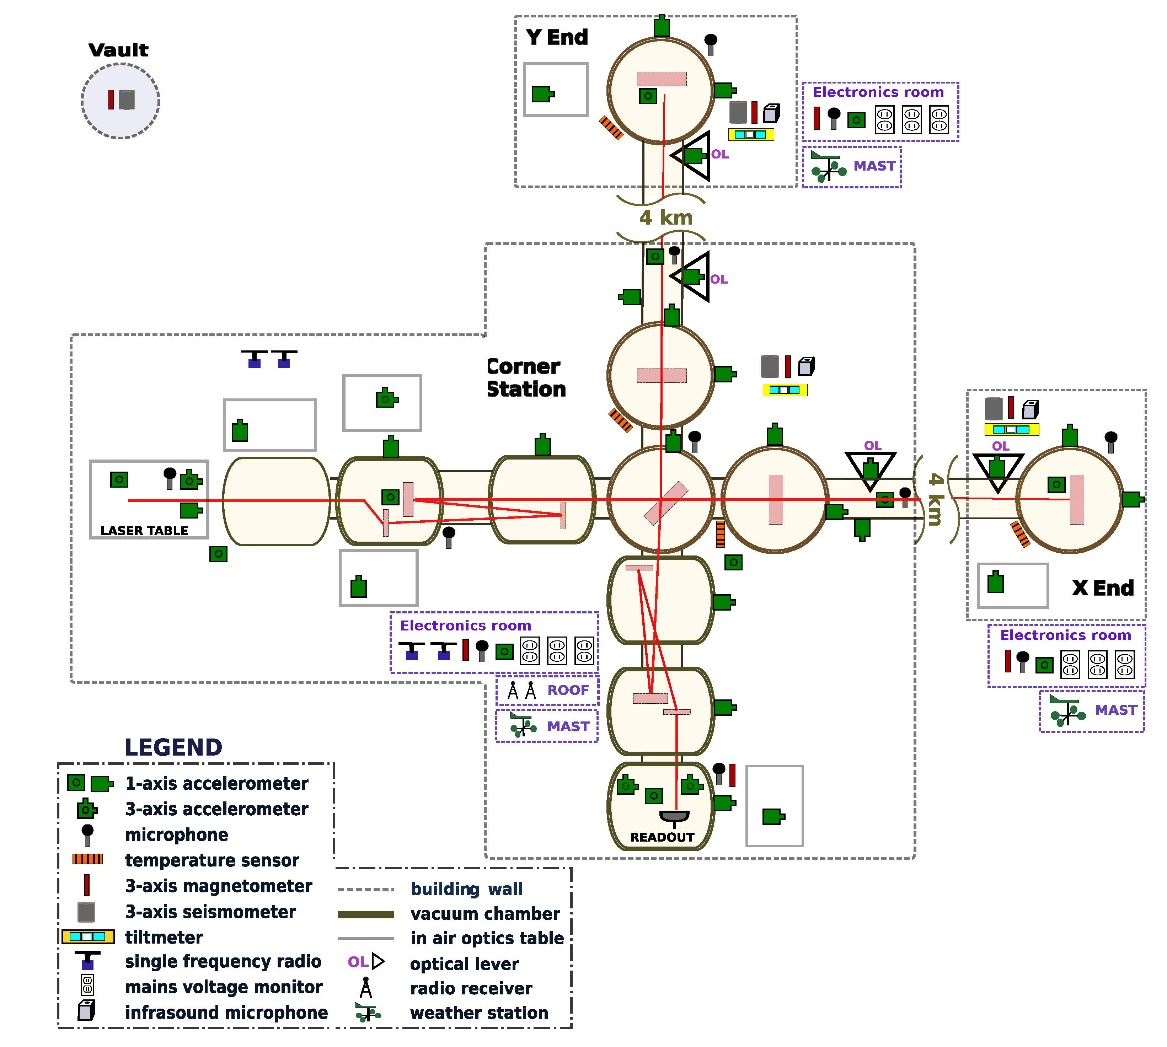 Vault
Y End
Electronics room
OL
MAST
4 km
OL
Corner
Station
OL
OL
4 km
LASER TABLE
X End
Electronics room
Electronics room
ROOF
MAST
MAST
READOUT
LEGEND
1-axis accelerometer
3-axis accelerometer
microphone
temperature sensor
3-axis magnetometer
3-axis seismometer
tiltmeter
single frequency radio
mains voltage monitor
infrasound microphone
building wall
vacuum chamber
in air optics table
OL optical lever
radio receiver
weather station